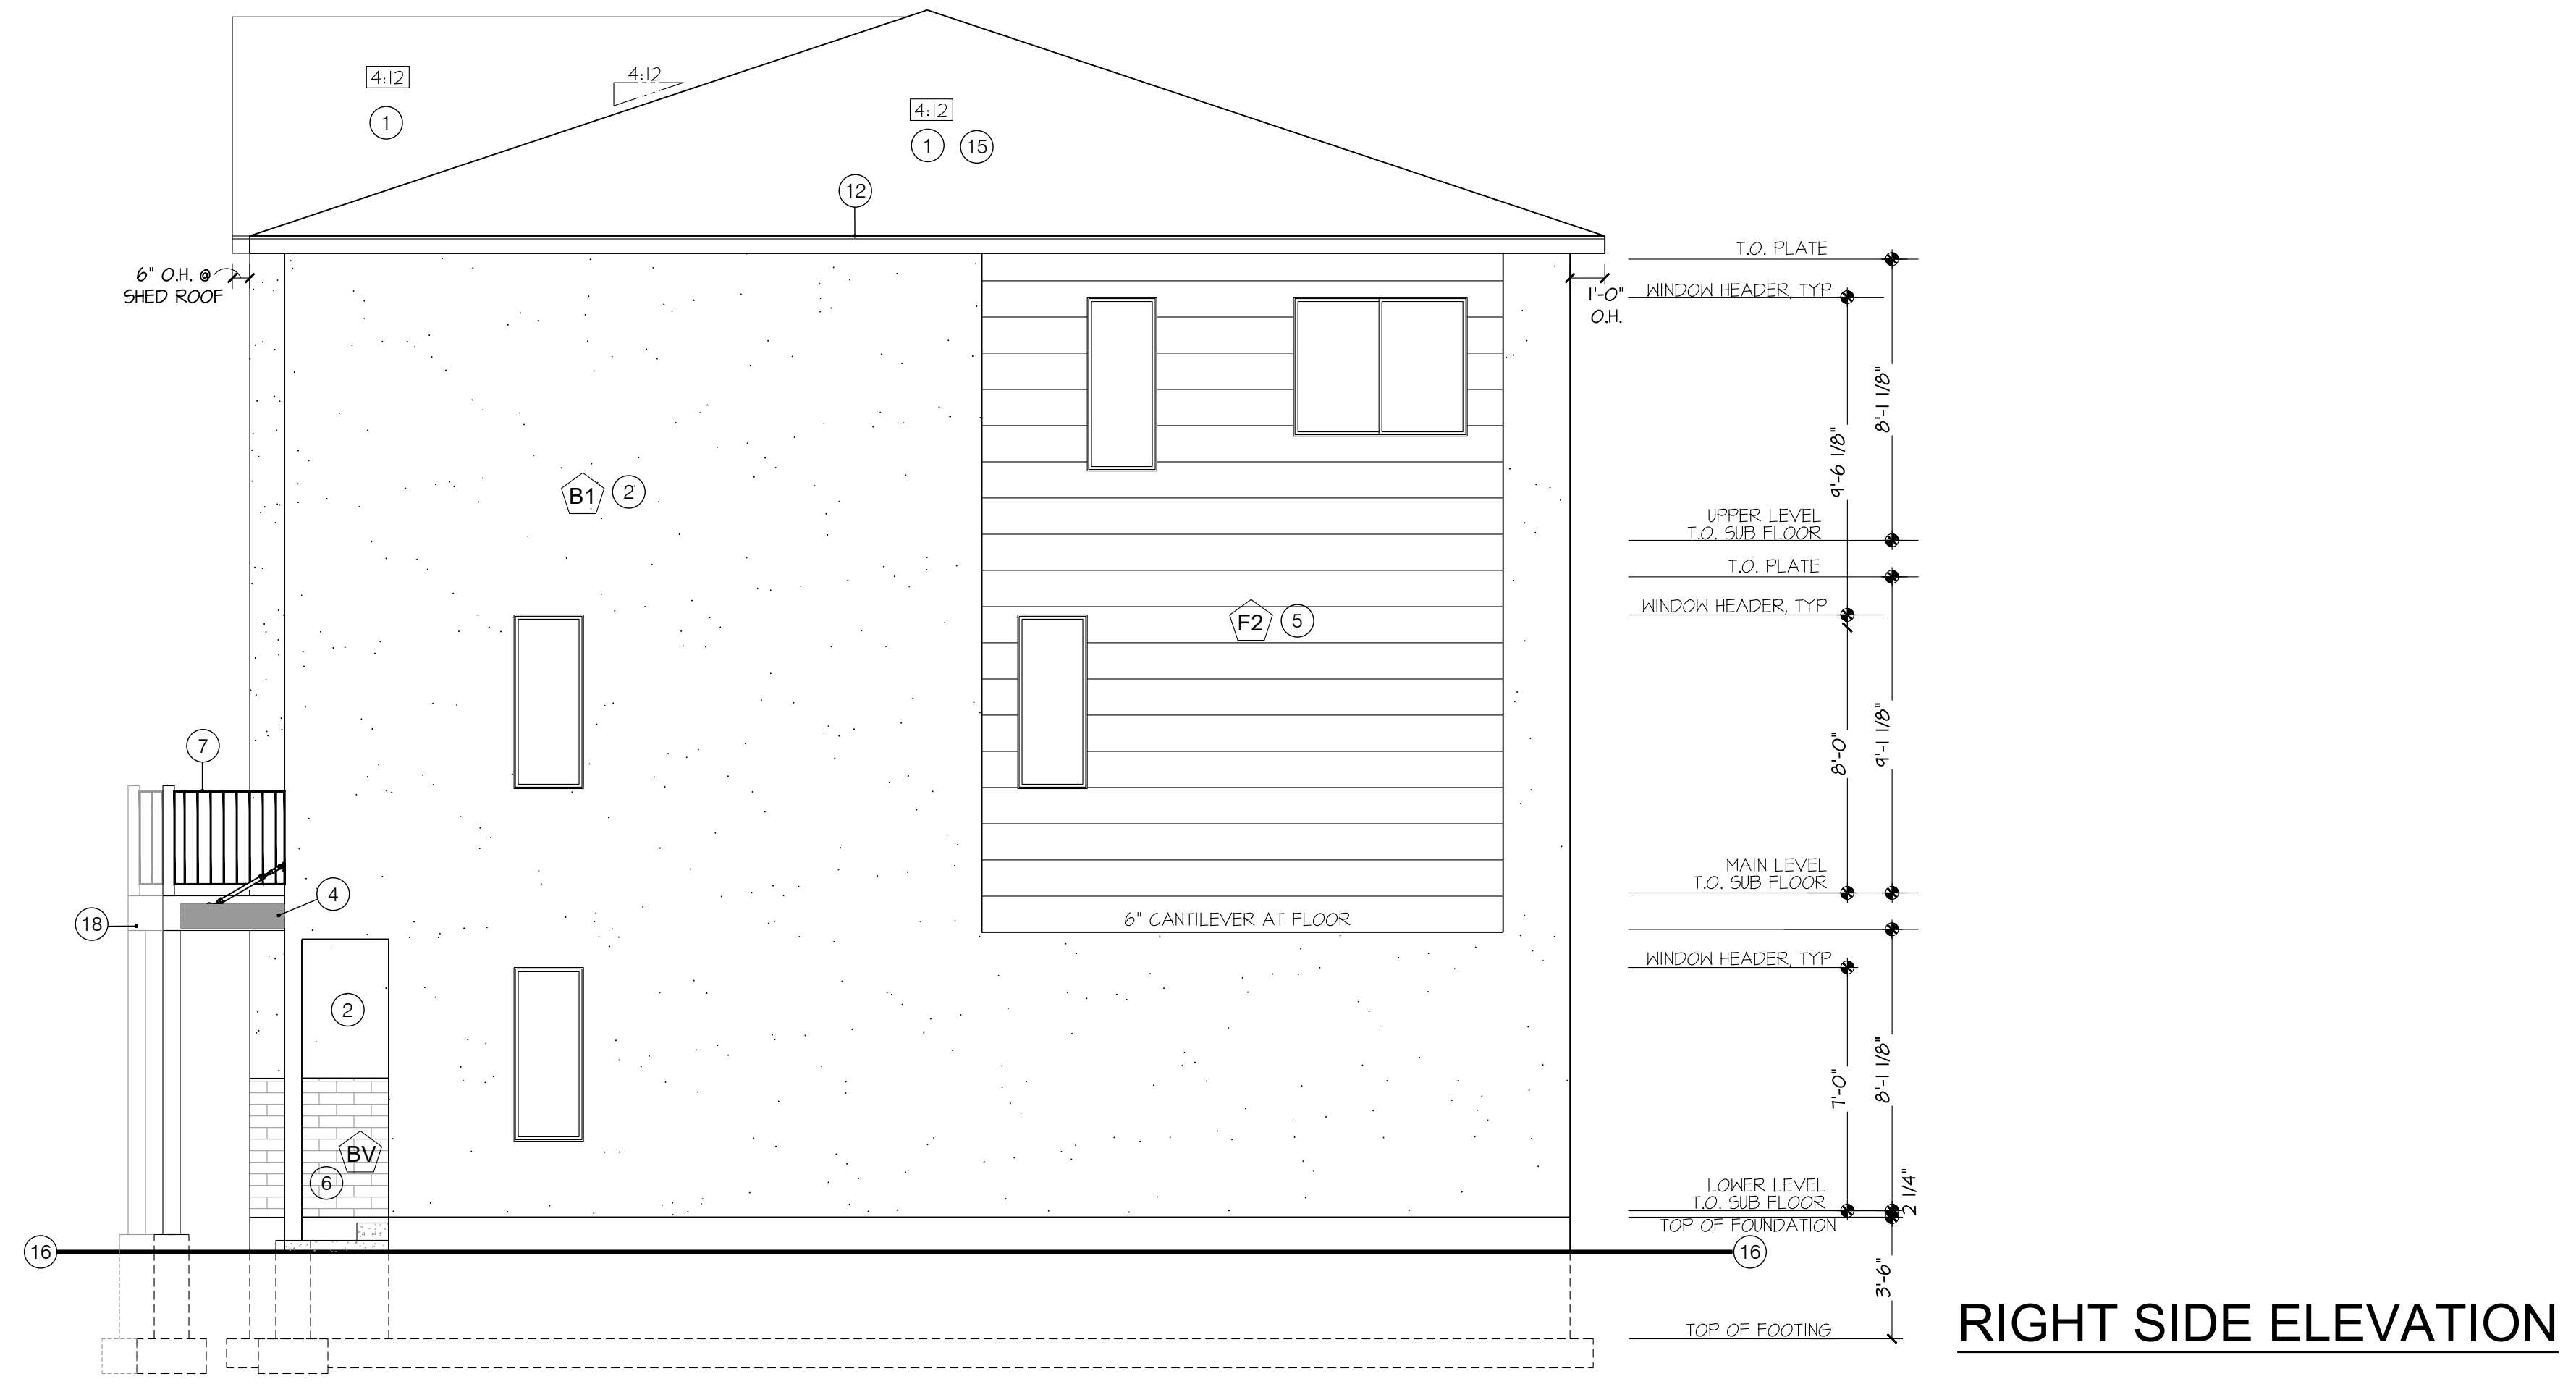 4:12
1
4:12
4:12
1 15
12
6" O.H. @
SHED ROOF
1'-0"
O.H.
T.O. PLATE
WINDOW HEADER, TYP
8'-1 1/8"
9'-6 1/8"
B1 2
UPPER LEVEL
T.O. SUB FLOOR
T.O. PLATE
WINDOW HEADER, TYP
F2 5
9'-1 1/8"
8'-0"
7
4
18
MAIN LEVEL
T.O. SUB FLOOR
6" CANTILEVER AT FLOOR
WINDOW HEADER, TYP
2
8'-1 1/8"
7'-0"
BV
6
LOWER LEVEL
T.O. SUB FLOOR
2 1/4"
TOP OF FOUNDATION
16
16
3'-6"
TOP OF FOOTING
RIGHT SIDE ELEVATION